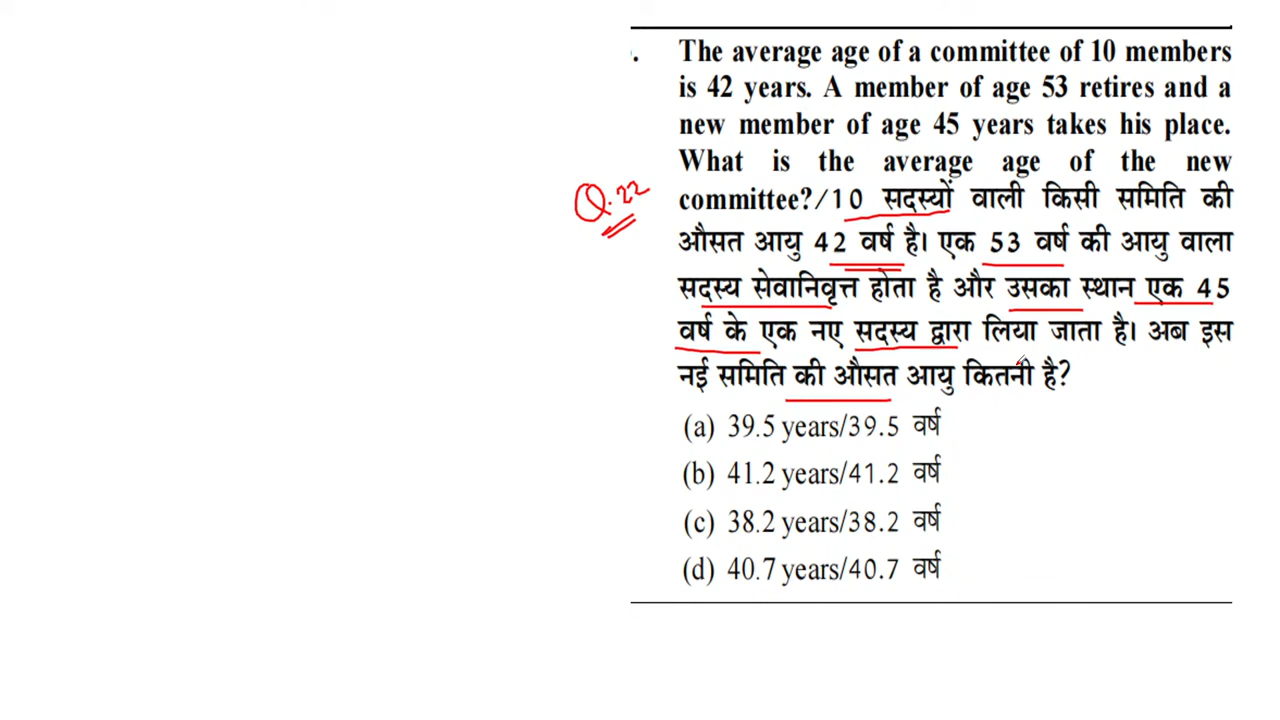 The average age of a committee of 10 members
is 42 years. A member of age 53 retires and a
new member of age 45 years takes his place.
What is the average age of the new
committee?/10 सदस्यों वाली किसी समिति की
औसत आयु 42 वर्ष है। एक 53 वर्ष की आयु वाला
सदस्य सेवानिवृत्त होता है और उसका स्थान एक 45
वर्ष के एक नए सदस्य द्वारा लिया जाता है। अब इस
नई समिति की औसत आयु कितनी है?
(a) 39.5 years/39.5 वर्ष
(b) 41.2 years/41.2 वर्ष
(c) 38.2 years/38.2 वर्ष
(d) 40.7 years/40.7 वर्ष
Q.22